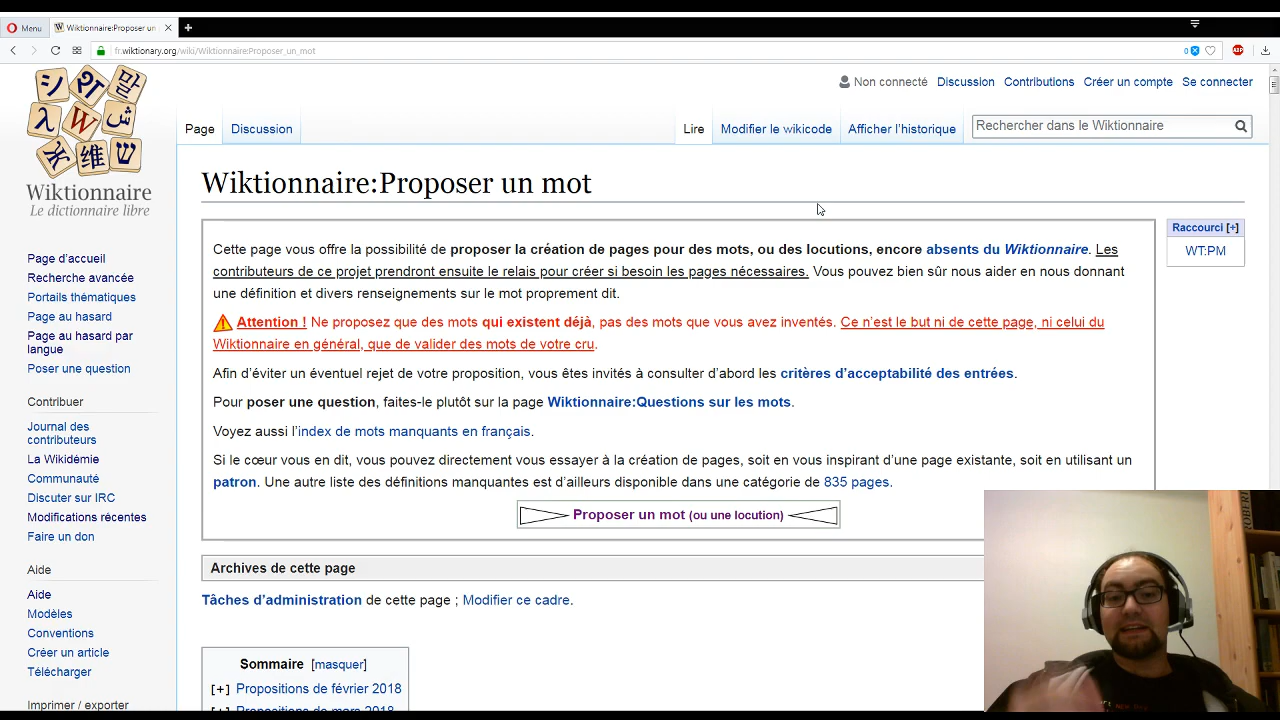 Menu
Wiktionnaire:Proposer un
fr.wiktionary.org/wiki/Wiktionnaire:Proposer_un_mot
0
ABP
Non connecté Discussion Contributions Créer un compte Se connecter
Page Discussion Lire Modifier le wikicode Afficher l'historique Rechercher dans le Wiktionnaire
シ
말
λ
W
维
ש
Wiktionnaire
Le dictionnaire libre
Page d'accueil
Recherche avancée
Portails thématiques
Page au hasard
Page au hasard par
langue
Poser une question
Contribuer
Journal des
contributeurs
La Wikidémie
Communauté
Discuter sur IRC
Modifications récentes
Faire un don
Aide
Aide
Modèles
Conventions
Créer un article
Télécharger
Imprimer / exporter
Wiktionnaire:Proposer un mot
Cette page vous offre la possibilité de proposer la création de pages pour des mots, ou des locutions, encore absents du Wiktionnaire. Les
contributeurs de ce projet prendront ensuite le relais pour créer si besoin les pages nécessaires. Vous pouvez bien sûr nous aider en nous donnant
une définition et divers renseignements sur le mot proprement dit.
Attention ! Ne proposez que des mots qui existent déjà, pas des mots que vous avez inventés. Ce n'est le but ni de cette page, ni celui du
Wiktionnaire en général, que de valider des mots de votre cru.
Afin d'éviter un éventuel rejet de votre proposition, vous êtes invités à consulter d'abord les critères d'acceptabilité des entrées.
Pour poser une question, faites-le plutôt sur la page Wiktionnaire:Questions sur les mots.
Voyez aussi l'index de mots manquants en français.
Si le cœur vous en dit, vous pouvez directement vous essayer à la création de pages, soit en vous inspirant d'une page existante, soit en utilisant un
patron. Une autre liste des définitions manquantes est d'ailleurs disponible dans une catégorie de 835 pages.
Proposer un mot (ou une locution)
Raccourci [+]
WT:PM
Archives de cette page
Tâches d'administration de cette page ; Modifier ce cadre.
Sommaire [masquer]
[+] Propositions de février 2018
[+] Propositions de mars 2018